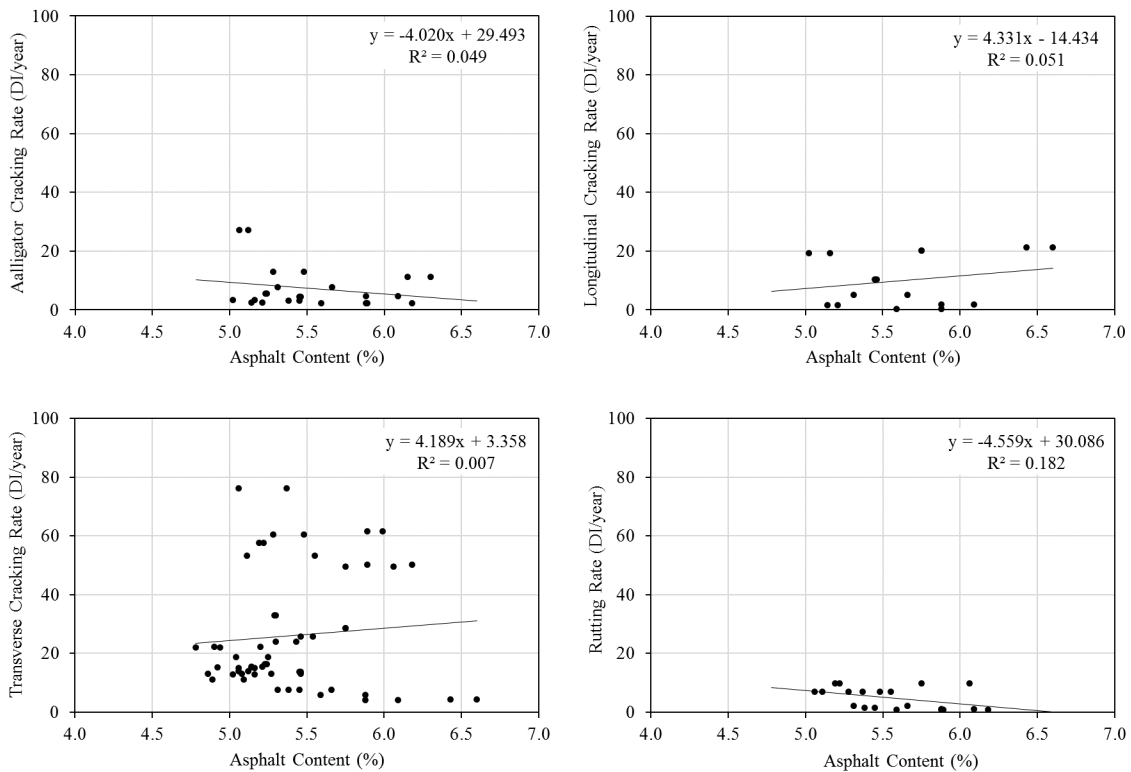 y = -4.020x + 29.493
R² = 0.049
Aalligator Cracking Rate (DI/year)
100
80
60
40
20
0
4.0 4.5 5.0 5.5 6.0 6.5 7.0
Asphalt Content (%)
y = 4.331x - 14.434
R² = 0.051
Longitudinal Cracking Rate (DI/year)
100
80
60
40
20
0
4.0 4.5 5.0 5.5 6.0 6.5 7.0
Asphalt Content (%)
y = 4.189x + 3.358
R² = 0.007
Transverse Cracking Rate (DI/year)
100
80
60
40
20
0
4.0 4.5 5.0 5.5 6.0 6.5 7.0
Asphalt Content (%)
y = -4.559x + 30.086
R² = 0.182
Rutting Rate (DI/year)
100
80
60
40
20
0
4.0 4.5 5.0 5.5 6.0 6.5 7.0
Asphalt Content (%)